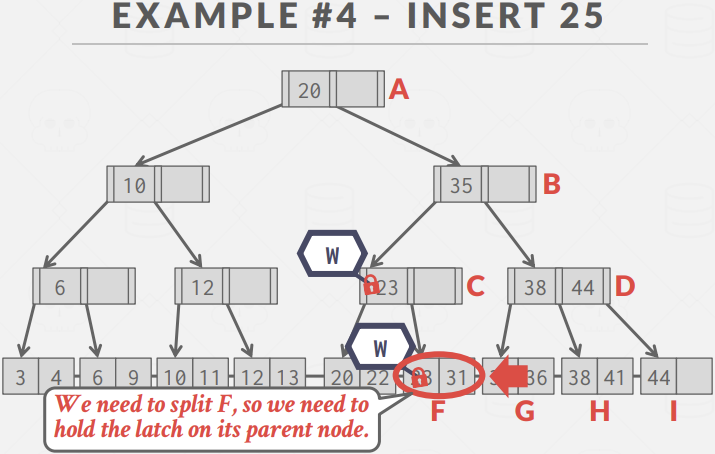 EXAMPLE #4 – INSERT 25
20 A
10 35 B
W
6 12 23 C 38 44 D
W
3 4 6 9 10 11 12 13 20 22 31 36 38 41 44
We need to split F, so we need to
hold the latch on its parent node.
F G H I